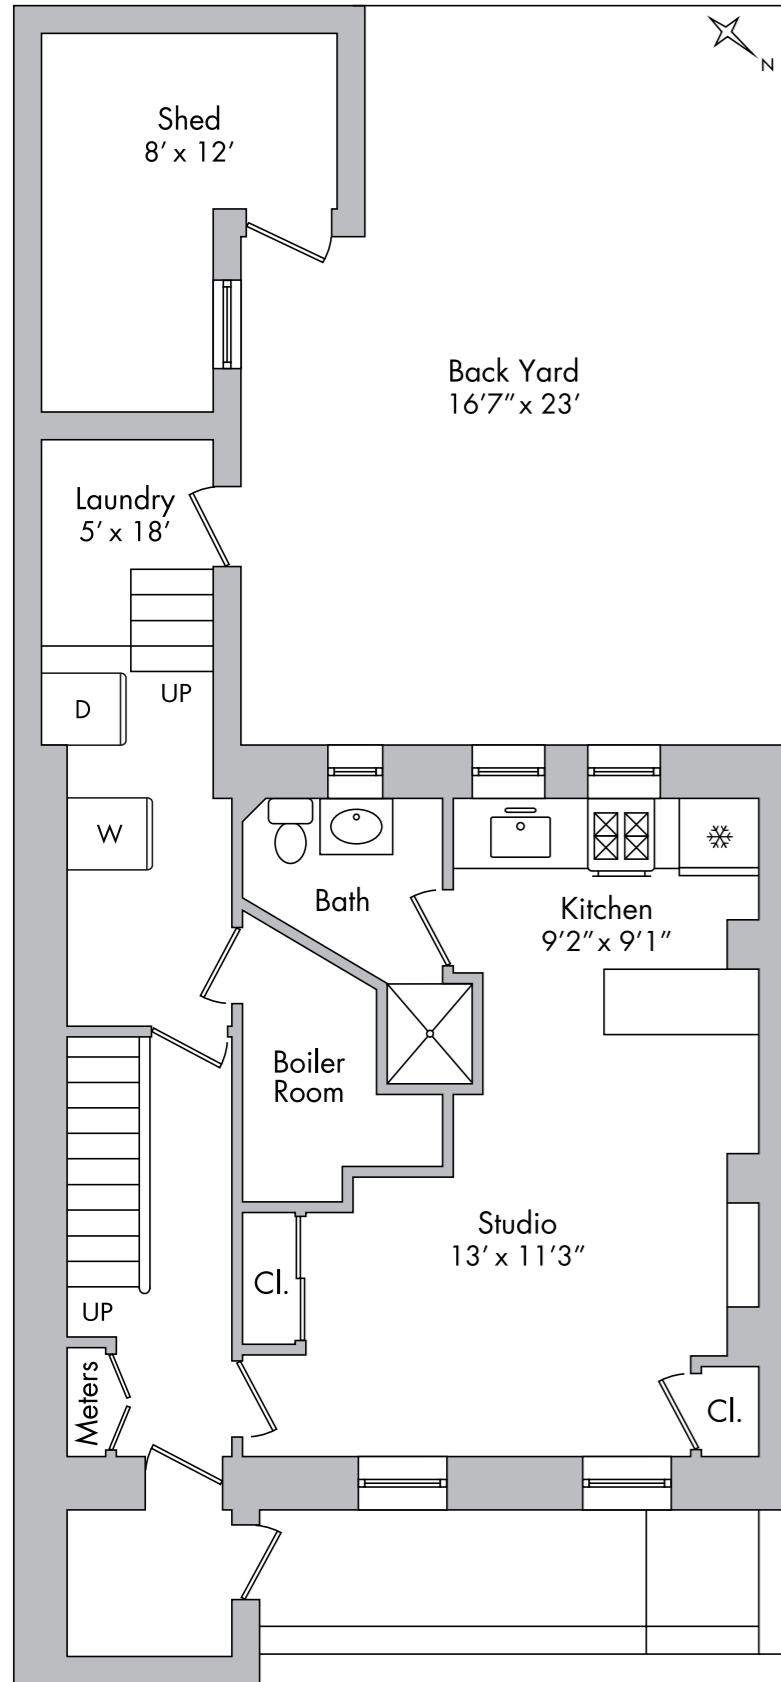 N
Shed
8’ x 12’
Back Yard
16’7” x 23’
Laundry
5’ x 18’
UP
D
W
Bath
Kitchen
9’2” x 9’1”
Boiler
Room
Studio
13’ x 11’3”
Cl.
UP
Meters
Cl.